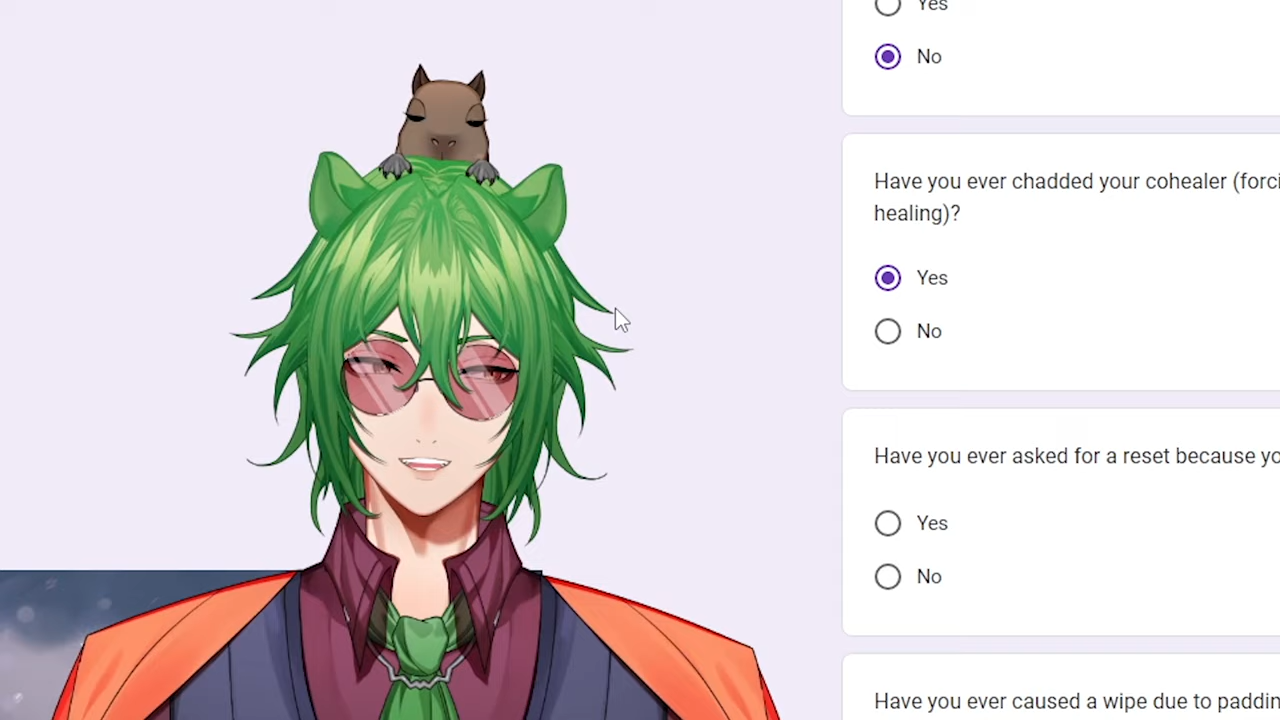 Yes
No
Have you ever chadded your cohealer (forci
healing)?
Yes
No
Have you ever asked for a reset because yo
Yes
No
Have you ever caused a wipe due to paddin